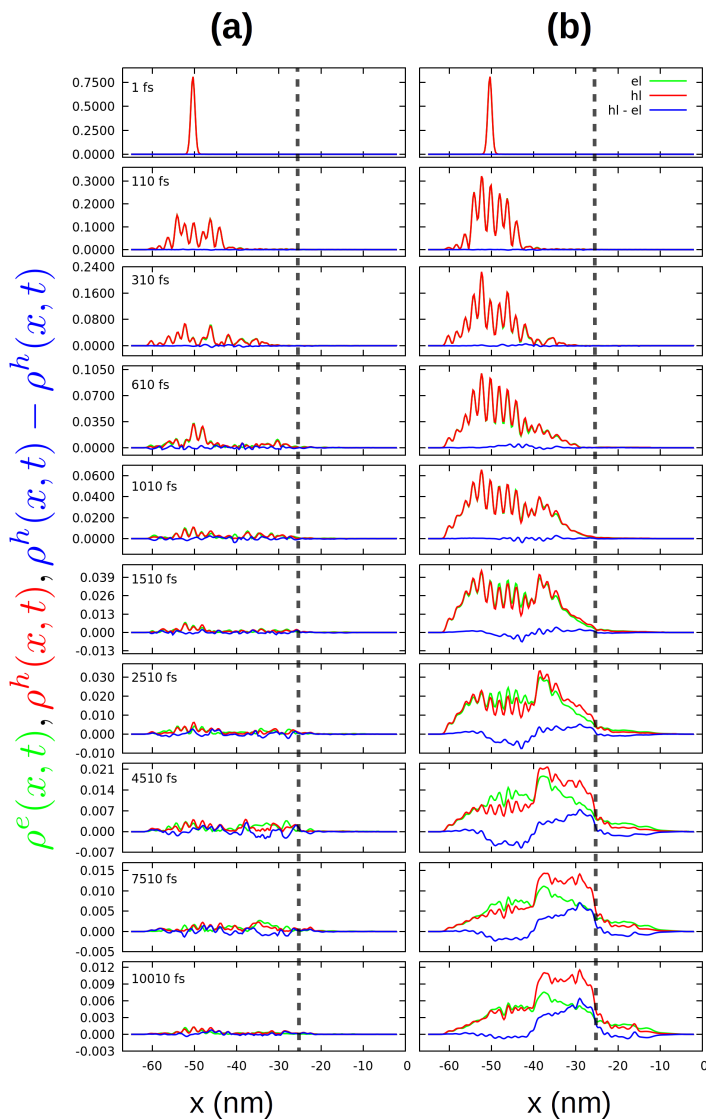 (a) (b)
ρᵉ(x, t), ρʰ(x, t), ρʰ(x, t) − ρʰ(x, t)
0.7500
0.5000
0.2500
0.0000
1 fs
el
hl
hl - el
0.3000
0.2000
0.1000
0.0000
110 fs
0.2400
0.1600
0.0800
0.0000
310 fs
0.1050
0.0700
0.0350
0.0000
610 fs
0.0600
0.0400
0.0200
0.0000
1010 fs
0.039
0.026
0.013
0.000
-0.013
1510 fs
0.030
0.020
0.010
0.000
-0.010
2510 fs
0.021
0.014
0.007
0.000
-0.007
4510 fs
0.015
0.010
0.005
0.000
-0.005
7510 fs
0.012
0.009
0.006
0.003
0.000
-0.003
10010 fs
-60 -50 -40 -30 -20 -10 0
-60 -50 -40 -30 -20 -10 0
x (nm) x (nm)